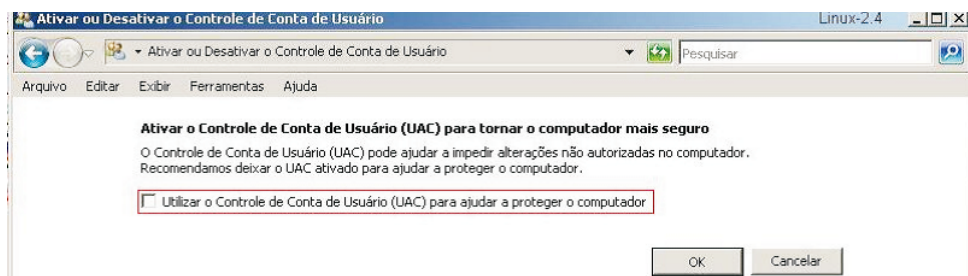 Ativar ou Desativar o Controle de Conta de Usuário Linux-2.4
Ativar ou Desativar o Controle de Conta de Usuário Pesquisar
Arquivo Editar Exibir Ferramentas Ajuda
Ativar o Controle de Conta de Usuário (UAC) para tornar o computador mais seguro
O Controle de Conta de Usuário (UAC) pode ajudar a impedir alterações não autorizadas no computador.
Recomendamos deixar o UAC ativado para ajudar a proteger o computador.
Utilizar o Controle de Conta de Usuário (UAC) para ajudar a proteger o computador
OK Cancelar